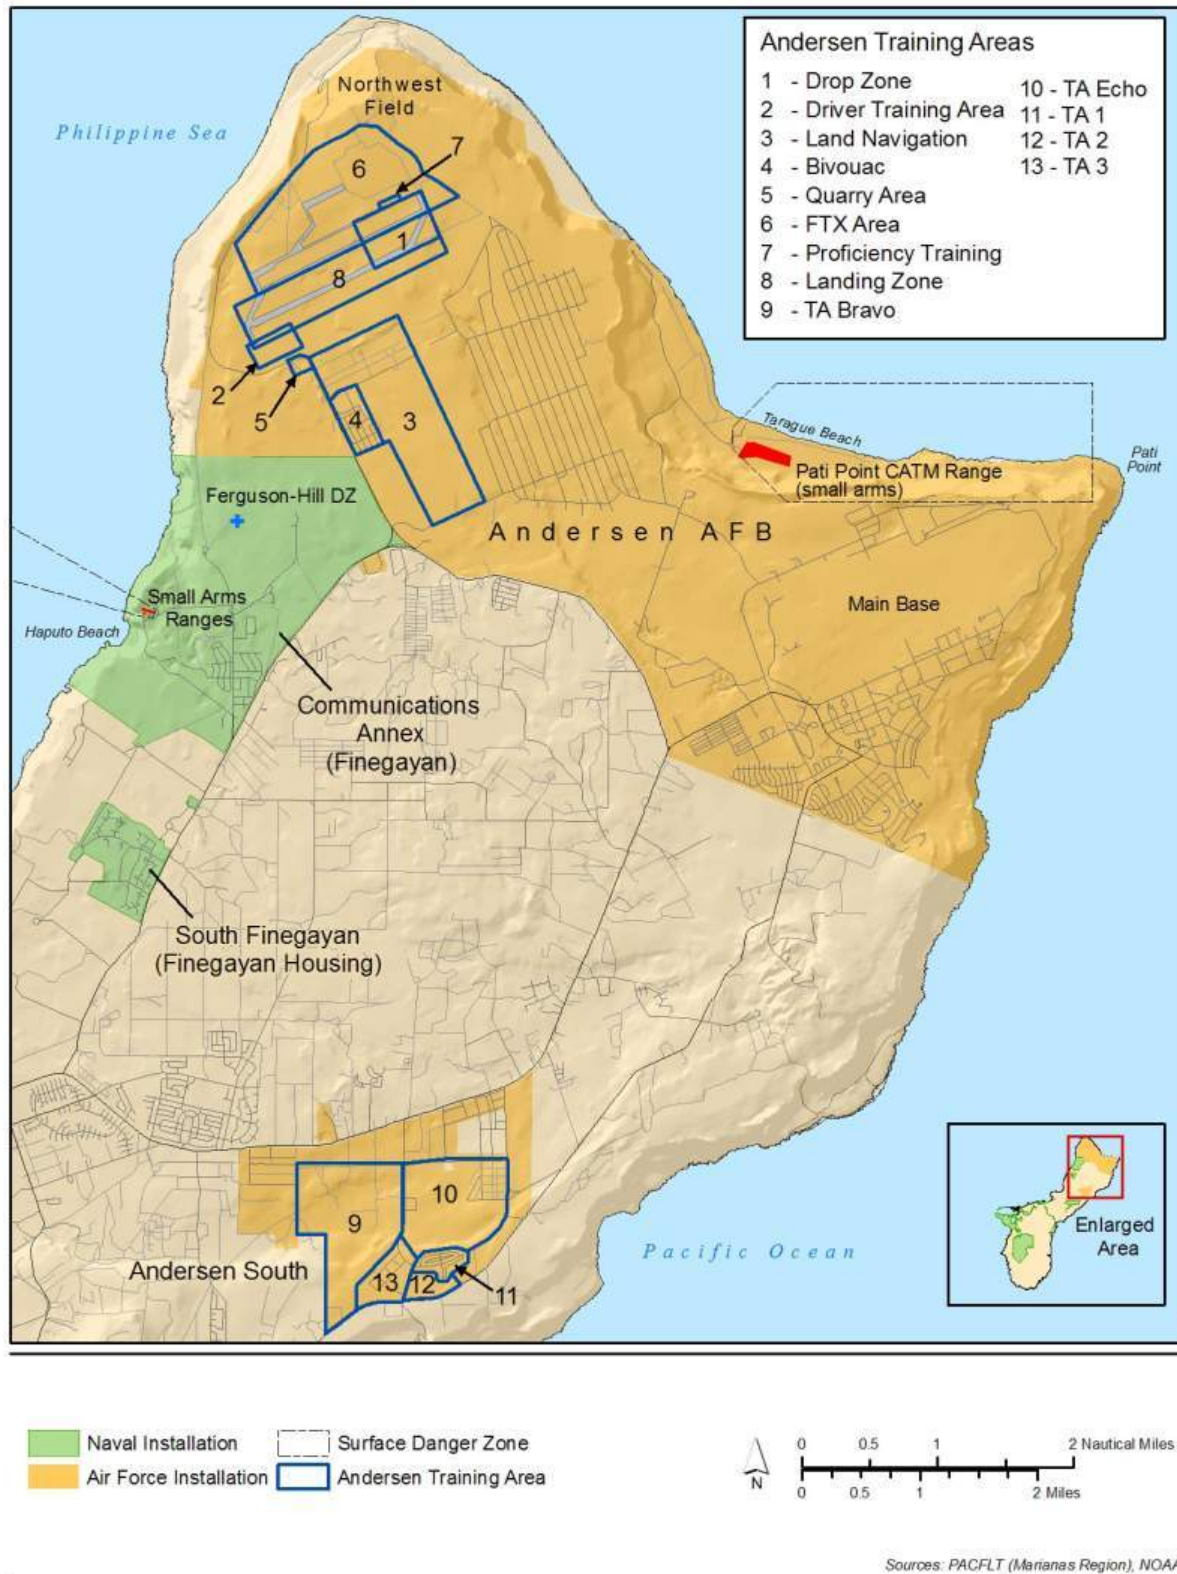 Andersen Training Areas
1 - Drop Zone
2 - Driver Training Area
3 - Land Navigation
4 - Bivouac
5 - Quarry Area
6 - FTX Area
7 - Proficiency Training
8 - Landing Zone
9 - TA Bravo
10 - TA Echo
11 - TA 1
12 - TA 2
13 - TA 3
Philippine Sea
Northwest
Field
7
6
1
8
2
5
4
3
Tarague Beach
Pati
Point
Pati Point CATM Range
(small arms)
Ferguson-Hill DZ
Andersen AFB
Main Base
Small Arms
Ranges
Haputo Beach
Communications
Annex
(Finegayan)
South Finegayan
(Finegayan Housing)
10
9
Andersen South
13
12
11
Pacific Ocean
Enlarged
Area
Naval Installation
Surface Danger Zone
Air Force Installation
Andersen Training Area
N
0 0.5 1 2 Nautical Miles
0 0.5 1 2 Miles
Sources: PACFLT (Marianas Region), NOAA